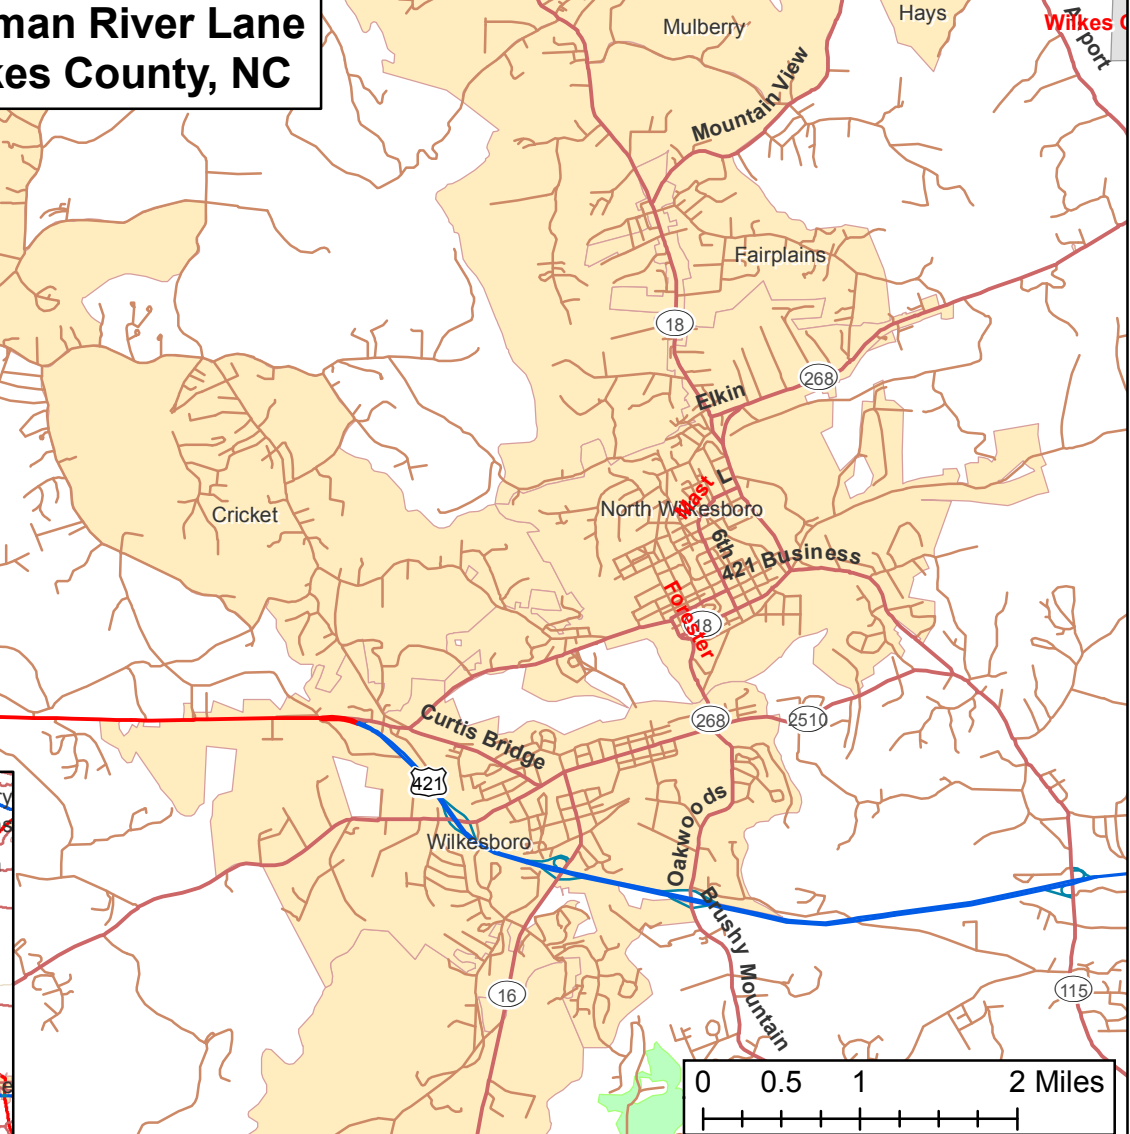 man River Lane
kes County, NC
Mulberry
Hays
Wilkes
Airport
Mountain View
Fairplains
18
268
Elkin
L
Mast
North Wilkesboro
Cricket
6th
421 Business
Forester
18
268
2510
Curtis Bridge
421
Oakwoods
Wilkesboro
Brushy Mountain
16
115
0 0.5 1 2 Miles